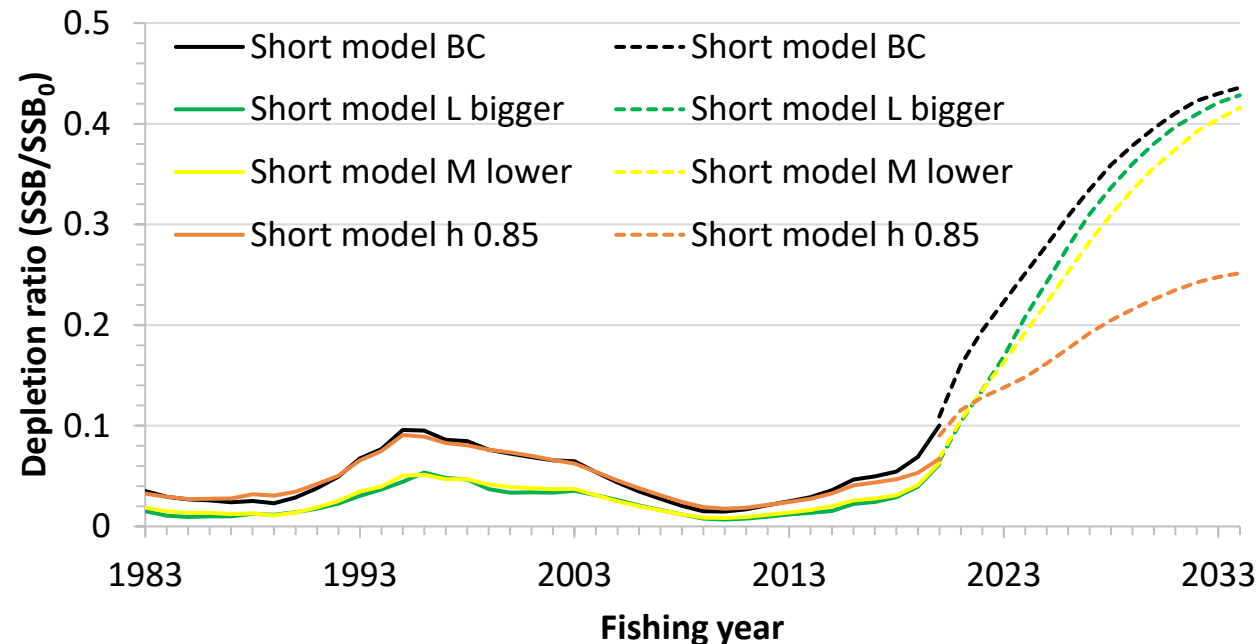 0.5
0.4
0.3
0.2
0.1
0
Depletion ratio (SSB/SSB₀)
Short model BC
Short model BC
Short model L bigger
Short model L bigger
Short model M lower
Short model M lower
Short model h 0.85
Short model h 0.85
1983 1993 2003 2013 2023 2033
Fishing year